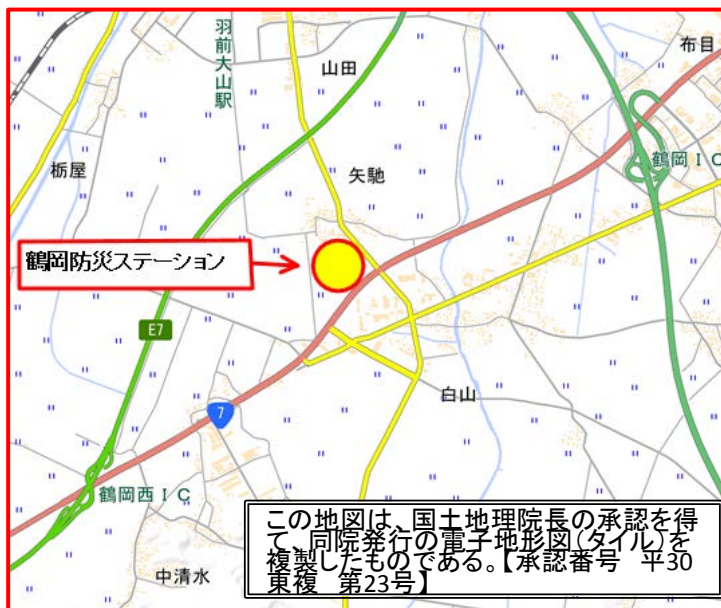 羽前大山駅
山田
布目
鶴岡IC
栃屋
矢馳
鶴岡防災ステーション
E7
白山
7
鶴岡西IC
中清水
この地図は、国土地理院長の承認を得
て、同院発行の電子地形図(タイル)を
複製したものである。【承認番号 平30
東複 第23号】